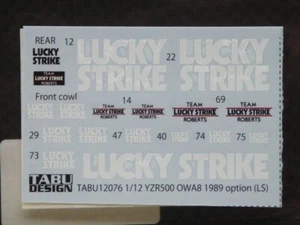 REAR 12
LUCKY STRIKE
LUCKY STRIKE
22
LUCKY STRIKE
TEAM
LUCKY STRIKE
ROBERTS
Front cowl
14
69
TEAM
LUCKY STRIKE
ROBERTS
TEAM
LUCKY STRIKE
ROBERTS
TEAM
LUCKY STRIKE
ROBERTS
29
47
40
74
75
73
LUCKY STRIKE
TABU DESIGN
TABU12076 1/12 YZR500 OWA8 1989 option (LS)